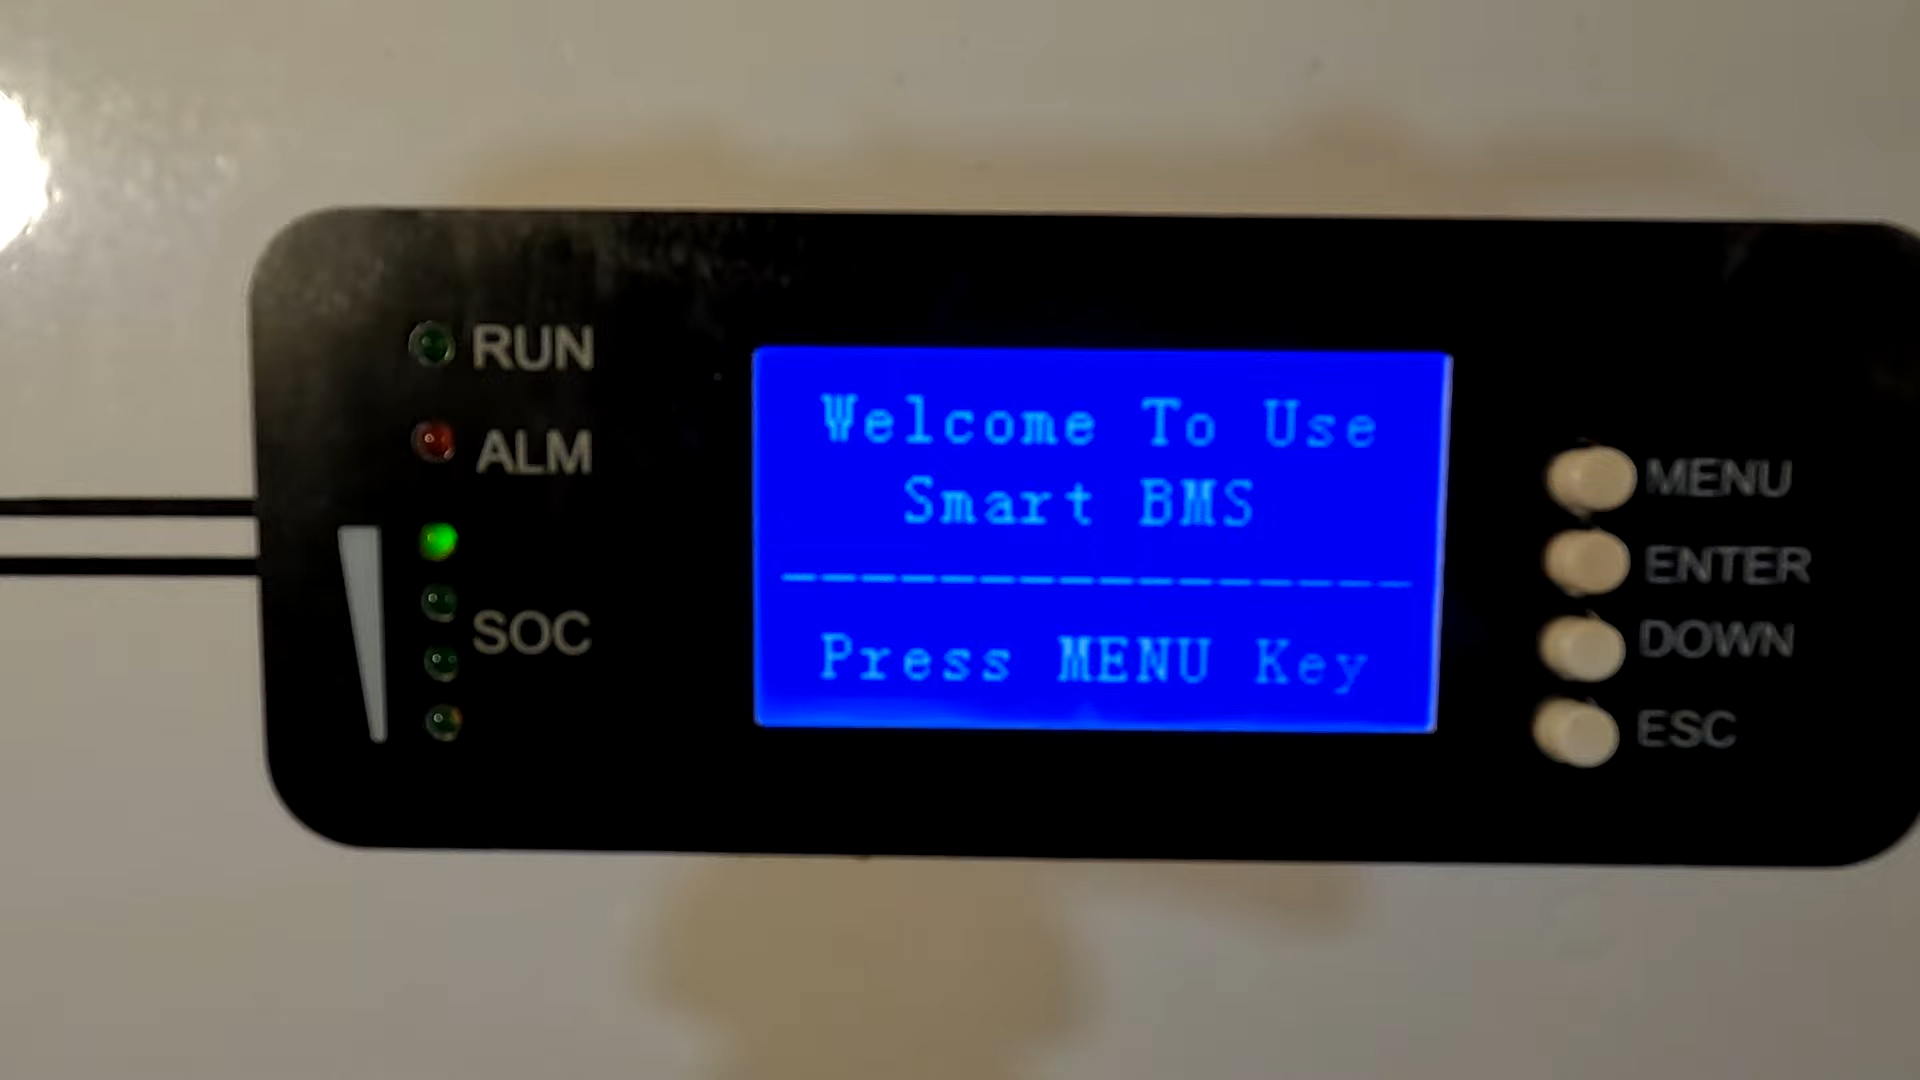 RUN
ALM
SOC
Welcome To Use
Smart BMS
----------------
Press MENU Key
MENU
ENTER
DOWN
ESC